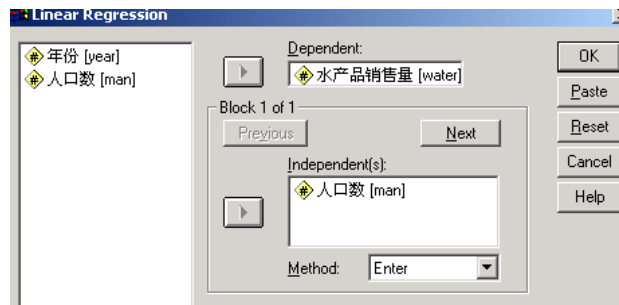 Linear Regression
年份 [year]
人口数 [man]
Dependent:
水产品销售量 [water]
Block 1 of 1
Previous
Next
Independent(s):
人口数 [man]
Method:
Enter
OK
Paste
Reset
Cancel
Help